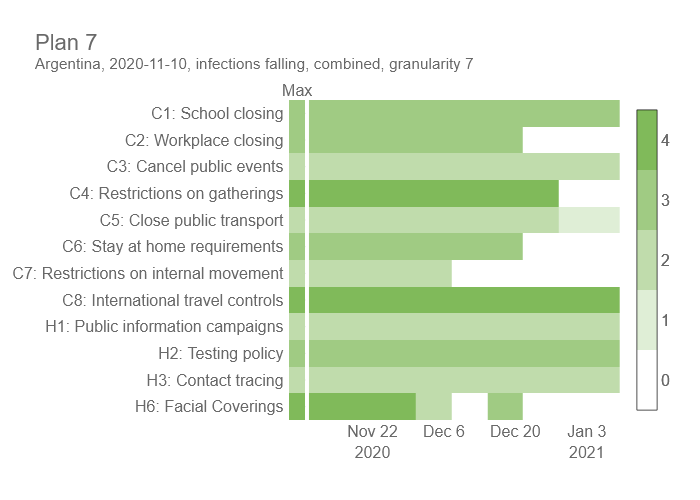 Plan 7
Argentina, 2020-11-10, infections falling, combined, granularity 7
Max
C1: School closing
C2: Workplace closing
C3: Cancel public events
C4: Restrictions on gatherings
C5: Close public transport
C6: Stay at home requirements
C7: Restrictions on internal movement
C8: International travel controls
H1: Public information campaigns
H2: Testing policy
H3: Contact tracing
H6: Facial Coverings
Nov 22 Dec 6 Dec 20 Jan 3
2020 2021
4
3
2
1
0